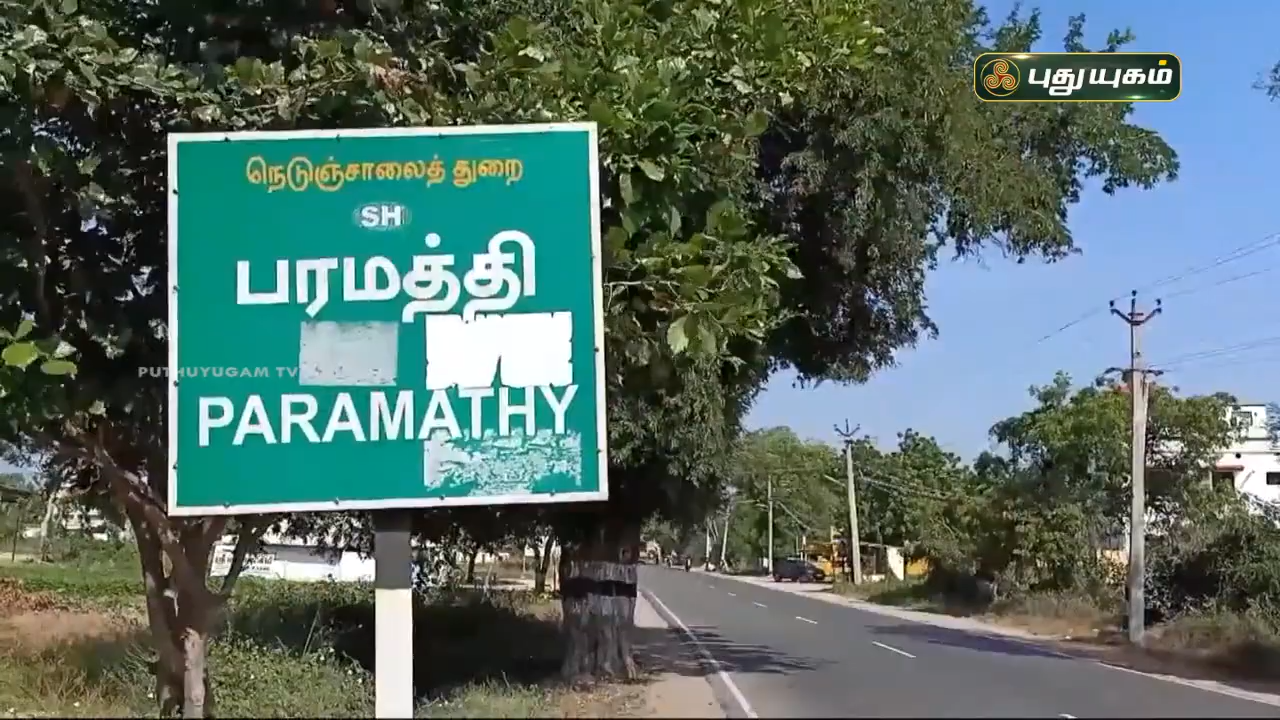 புதுயுகம்
நெடுஞ்சாலைத் துறை
SH
பரமத்தி
PUTHUYUGAM TV
PARAMATHY